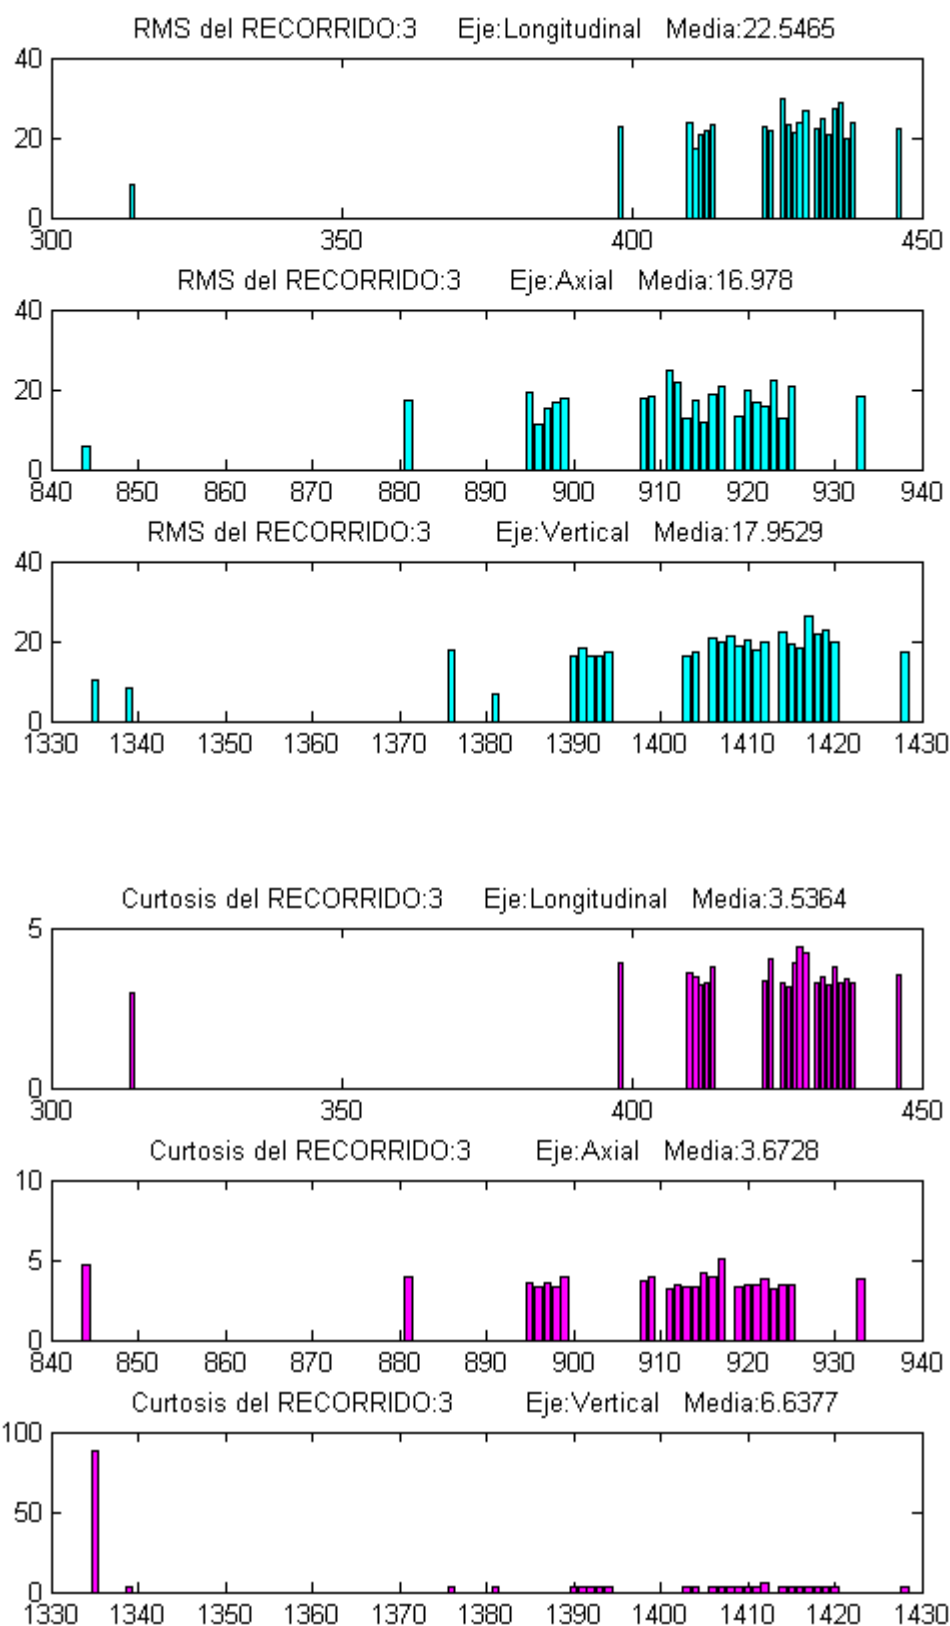 RMS del RECORRIDO:3 Eje:Longitudinal Media:22.5465
40
20
0
300 350 400 450
RMS del RECORRIDO:3 Eje:Axial Media:16.978
40
20
0
840 850 860 870 880 890 900 910 920 930 940
RMS del RECORRIDO:3 Eje:Vertical Media:17.9529
40
20
0
1330 1340 1350 1360 1370 1380 1390 1400 1410 1420 1430
Curtosis del RECORRIDO:3 Eje:Longitudinal Media:3.5364
5
0
300 350 400 450
Curtosis del RECORRIDO:3 Eje:Axial Media:3.6728
10
5
0
840 850 860 870 880 890 900 910 920 930 940
Curtosis del RECORRIDO:3 Eje:Vertical Media:6.6377
100
50
0
1330 1340 1350 1360 1370 1380 1390 1400 1410 1420 1430